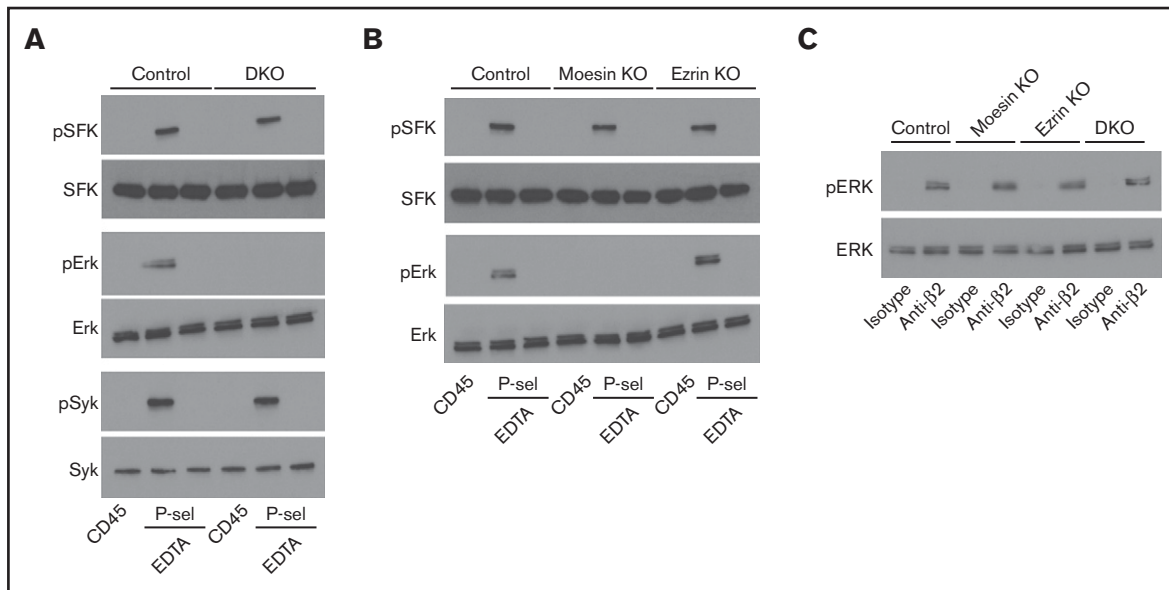 A
Control DKO
pSFK
SFK
pErk
Erk
pSyk
Syk
CD45 P-sel CD45 P-sel
EDTA EDTA
B
Control Moesin KO Ezrin KO
pSFK
SFK
pErk
Erk
CD45 P-sel CD45 P-sel CD45 P-sel
EDTA EDTA EDTA
C
Control Moesin KO Ezrin KO DKO
pERK
ERK
Isotype Anti-β2 Isotype Anti-β2 Isotype Anti-β2 Isotype Anti-β2